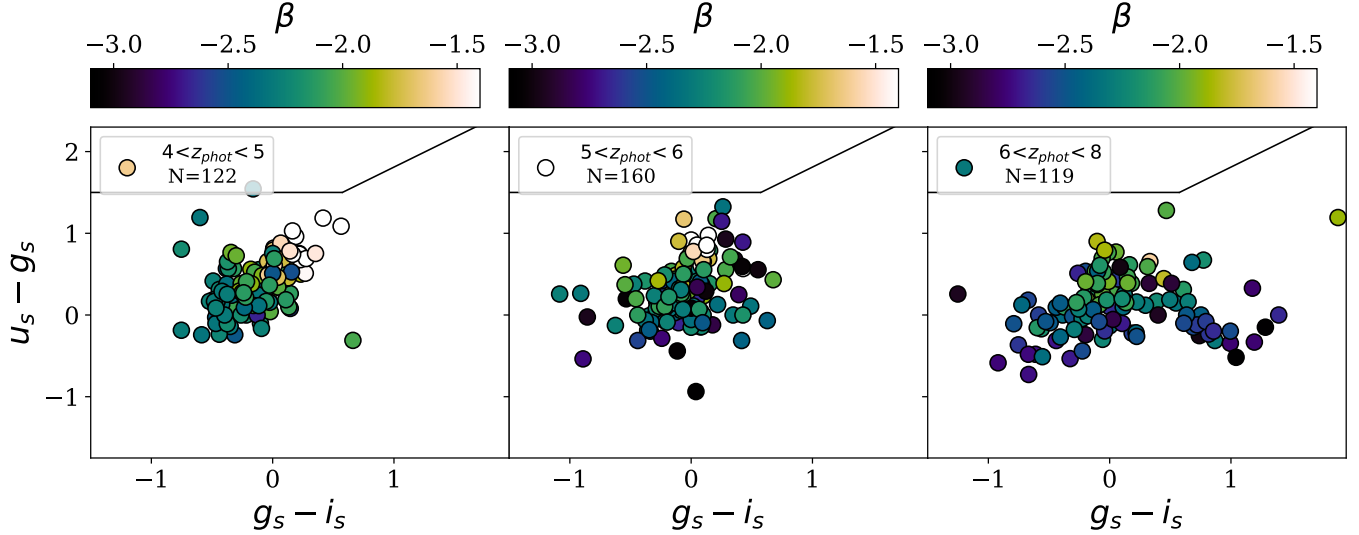 β β β
−3.0 −2.5 −2.0 −1.5 −3.0 −2.5 −2.0 −1.5 −3.0 −2.5 −2.0 −1.5
4<z_phot<5
N=122
5<z_phot<6
N=160
6<z_phot<8
N=119
2
1
0
−1
u_s − g_s
−1 0 1 −1 0 1 −1 0 1
g_s − i_s g_s − i_s g_s − i_s